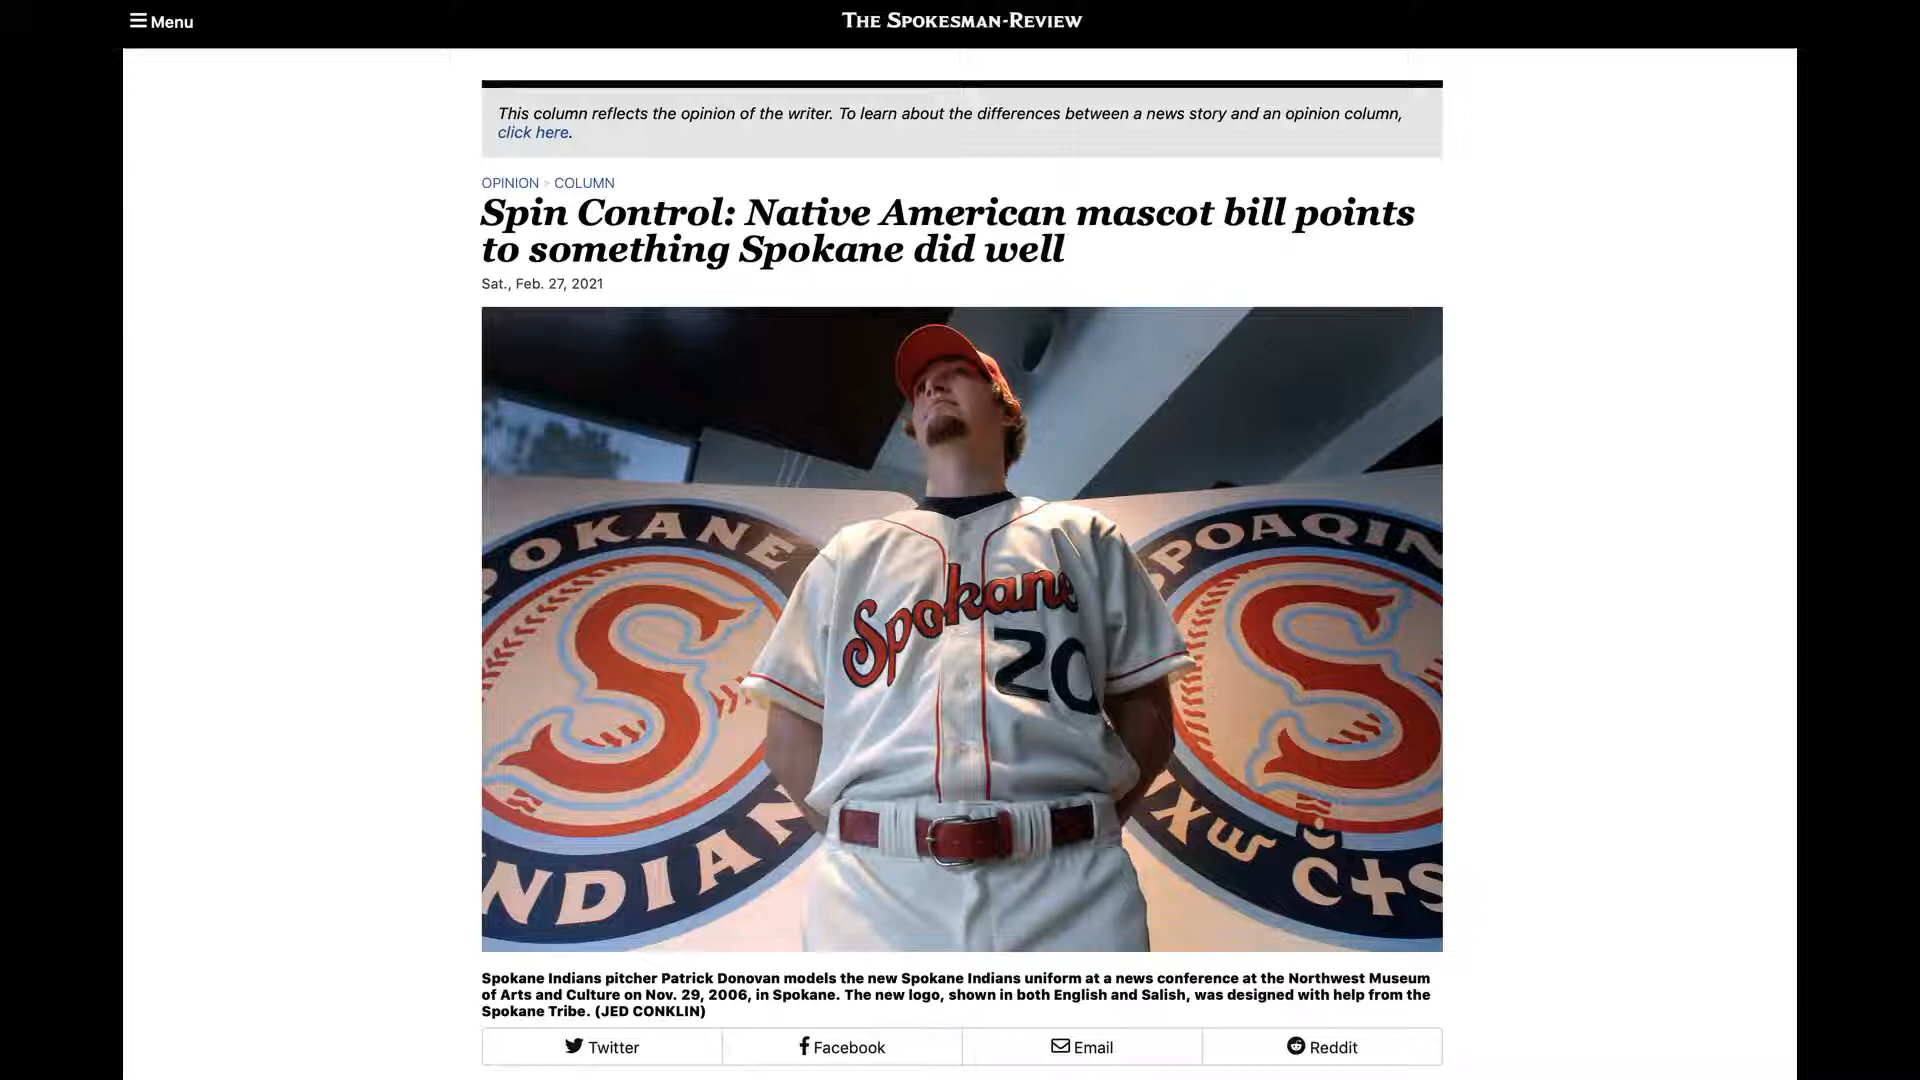 Menu
THE SPOKESMAN-REVIEW
This column reflects the opinion of the writer. To learn about the differences between a news story and an opinion column,
click here.
OPINION > COLUMN
Spin Control: Native American mascot bill points
to something Spokane did well
Sat., Feb. 27, 2021
POKANE
SPOAQIN
S
Spokane
20
S
NDIAN
Spokane Indians pitcher Patrick Donovan models the new Spokane Indians uniform at a news conference at the Northwest Museum
of Arts and Culture on Nov. 29, 2006, in Spokane. The new logo, shown in both English and Salish, was designed with help from the
Spokane Tribe. (JED CONKLIN)
Twitter
Facebook
Email
Reddit